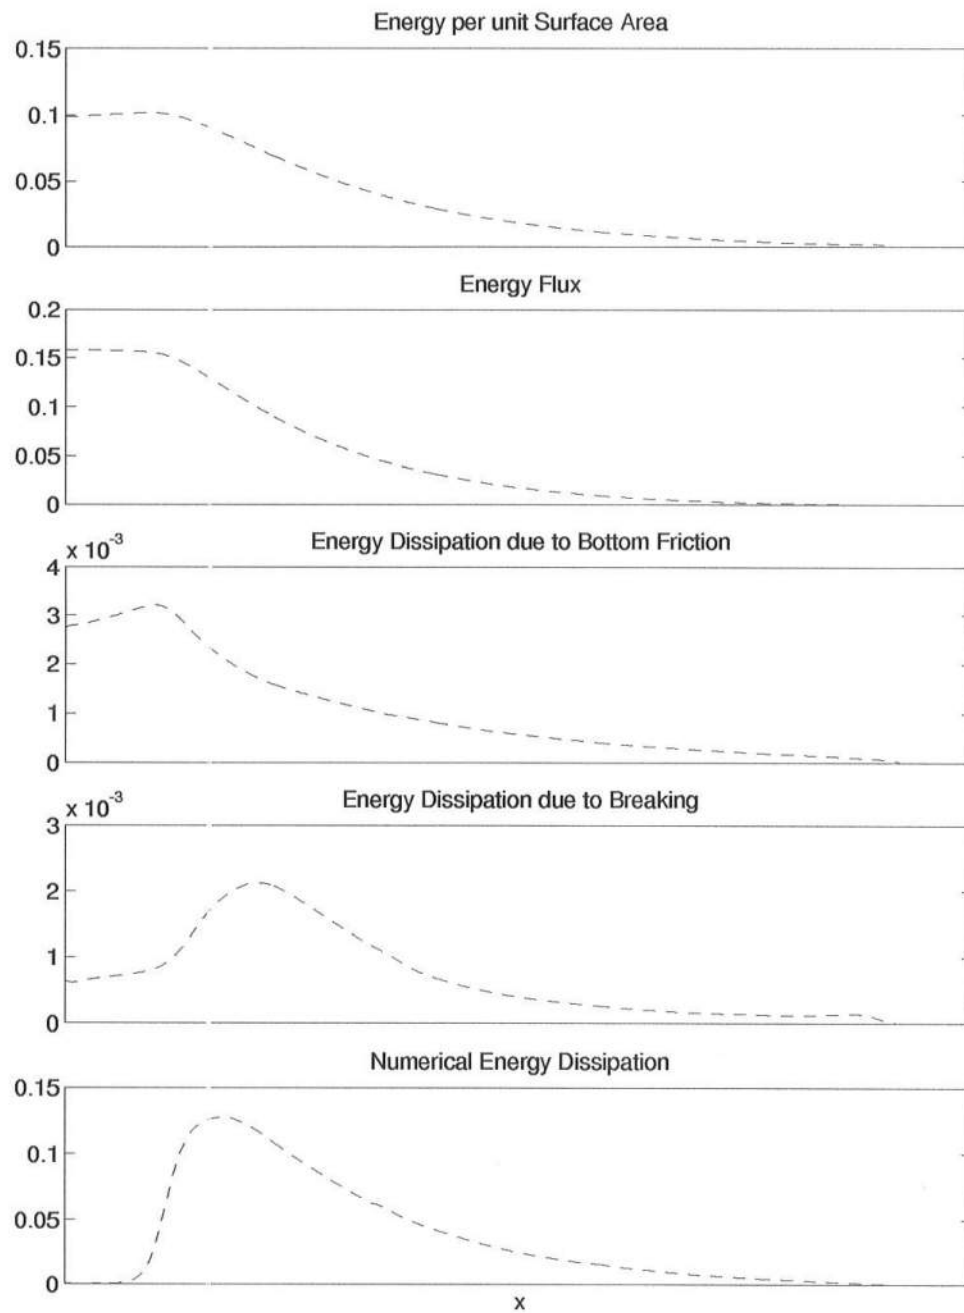 Energy per unit Surface Area
0.15
0.1
0.05
0
Energy Flux
0.2
0.15
0.1
0.05
0
x 10-3
Energy Dissipation due to Bottom Friction
4
3
2
1
0
x 10-3
Energy Dissipation due to Breaking
3
2
1
0
Numerical Energy Dissipation
0.15
0.1
0.05
0
x